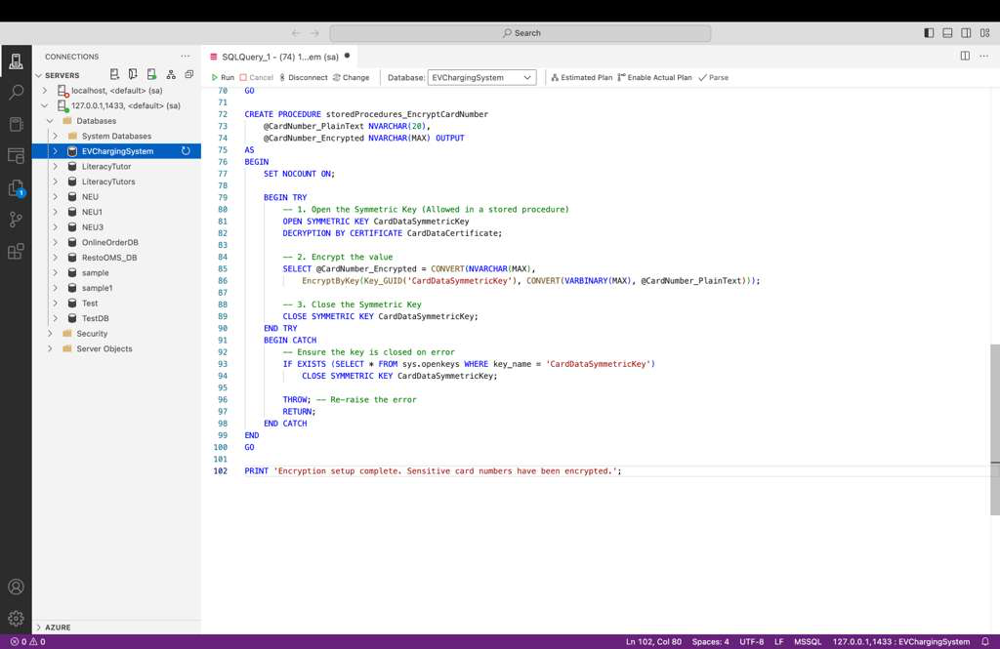 Search
CONNECTIONS
SERVERS
localhost, <default> (sa)
127.0.0.1,1433, <default> (sa)
Databases
System Databases
EVChargingSystem
LiteracyTutor
LiteracyTutors
NEU
NEU1
NEU3
OnlineOrderDB
RestoOMS_DB
sample
sample1
Test
TestDB
Security
Server Objects
AZURE
1
SQLQuery_1 - (74) 1...em (sa)
Run Cancel Disconnect Change Database: EVChargingSystem Estimated Plan Enable Actual Plan Parse
70 GO
71
72 CREATE PROCEDURE storedProcedures_EncryptCardNumber
73 @CardNumber_PlainText NVARCHAR(20),
74 @CardNumber_Encrypted NVARCHAR(MAX) OUTPUT
75 AS
76 BEGIN
77 SET NOCOUNT ON;
78
79 BEGIN TRY
80 -- 1. Open the Symmetric Key (Allowed in a stored procedure)
81 OPEN SYMMETRIC KEY CardDataSymmetricKey
82 DECRYPTION BY CERTIFICATE CardDataCertificate;
83
84 -- 2. Encrypt the value
85 SELECT @CardNumber_Encrypted = CONVERT(NVARCHAR(MAX),
86 EncryptByKey(Key_GUID('CardDataSymmetricKey'), CONVERT(VARBINARY(MAX), @CardNumber_PlainText)));
87
88 -- 3. Close the Symmetric Key
89 CLOSE SYMMETRIC KEY CardDataSymmetricKey;
90 END TRY
91 BEGIN CATCH
92 -- Ensure the key is closed on error
93 IF EXISTS (SELECT * FROM sys.openkeys WHERE key_name = 'CardDataSymmetricKey')
94 CLOSE SYMMETRIC KEY CardDataSymmetricKey;
95
96 THROW; -- Re-raise the error
97 RETURN;
98 END CATCH
99 END
100 GO
101
102 PRINT 'Encryption setup complete. Sensitive card numbers have been encrypted.';
0 0 Ln 102, Col 80 Spaces: 4 UTF-8 LF MSSQL 127.0.0.1,1433 : EVChargingSystem